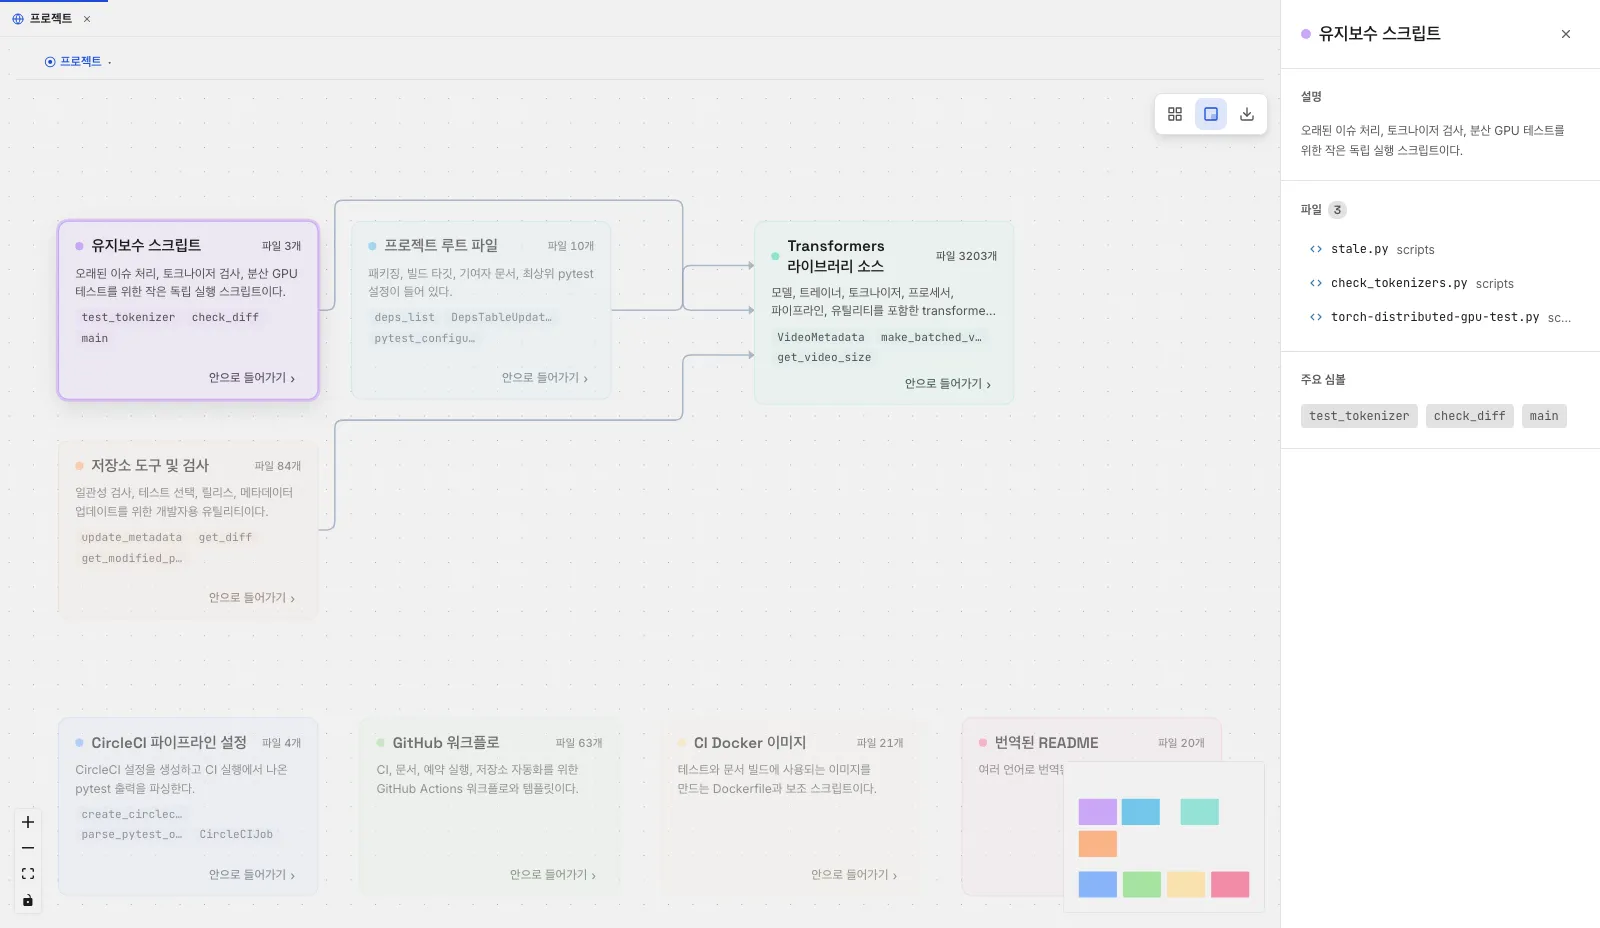 프로젝트
프로젝트 ·
유지보수 스크립트 파일 3개
오래된 이슈 처리, 토크나이저 검사, 분산 GPU
테스트를 위한 작은 독립 실행 스크립트이다.
test_tokenizer check_diff
main
안으로 들어가기 ›
프로젝트 루트 파일 파일 10개
패키징, 빌드 타깃, 기여자 문서, 최상위 pytest
설정이 들어 있다.
deps_list DepsTableUpdat…
pytest_configu…
안으로 들어가기 ›
Transformers
라이브러리 소스 파일 3203개
모델, 트레이너, 토크나이저, 프로세서,
파이프라인, 유틸리티를 포함한 transforme…
VideoMetadata make_batched_v…
get_video_size
안으로 들어가기 ›
저장소 도구 및 검사 파일 84개
일관성 검사, 테스트 선택, 릴리스, 메타데이터
업데이트를 위한 개발자용 유틸리티이다.
update_metadata get_diff
get_modified_p…
안으로 들어가기 ›
CircleCI 파이프라인 설정 파일 4개
CircleCI 설정을 생성하고 CI 실행에서 나온
pytest 출력을 파싱한다.
create_circlec…
parse_pytest_o… CircleCIJob
안으로 들어가기 ›
GitHub 워크플로 파일 63개
CI, 문서, 예약 실행, 저장소 자동화를 위한
GitHub Actions 워크플로와 템플릿이다.
안으로 들어가기 ›
CI Docker 이미지 파일 21개
테스트와 문서 빌드에 사용되는 이미지를
만드는 Dockerfile과 보조 스크립트이다.
안으로 들어가기 ›
번역된 README 파일 20개
여러 언어로
유지보수 스크립트
설명
오래된 이슈 처리, 토크나이저 검사, 분산 GPU 테스트를
위한 작은 독립 실행 스크립트이다.
파일 3
stale.py scripts
check_tokenizers.py scripts
torch-distributed-gpu-test.py sc…
주요 심볼
test_tokenizer check_diff main